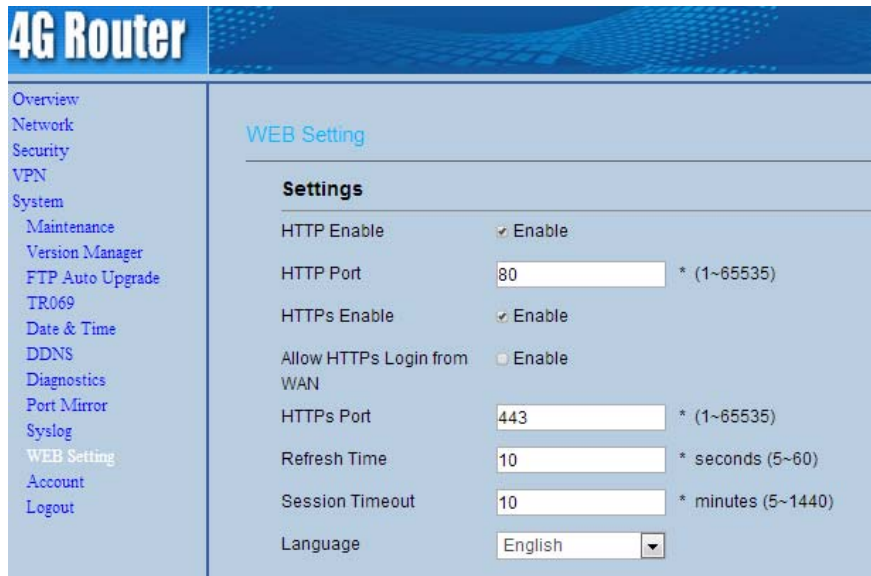 4G Router
Overview
Network
Security
VPN
System
Maintenance
Version Manager
FTP Auto Upgrade
TR069
Date & Time
DDNS
Diagnostics
Port Mirror
Syslog
WEB Setting
Account
Logout
WEB Setting
Settings
HTTP Enable Enable
HTTP Port 80 * (1~65535)
HTTPs Enable Enable
Allow HTTPs Login from Enable
WAN
HTTPs Port 443 * (1~65535)
Refresh Time 10 * seconds (5~60)
Session Timeout 10 * minutes (5~1440)
Language English